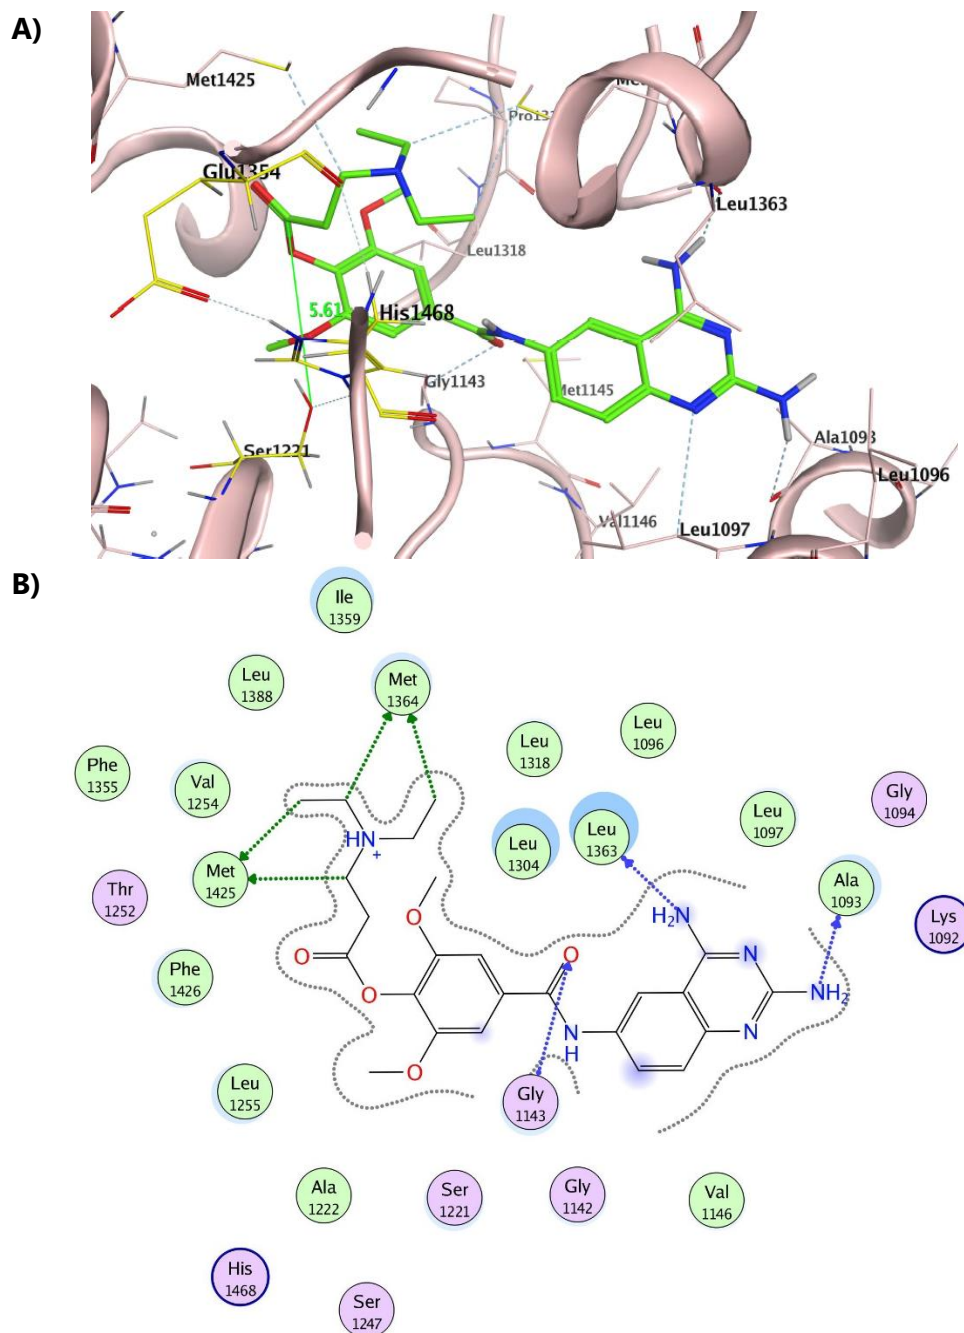 A)
Met1425
Glu1354
Leu1363
Leu1318
5.61
His1468
Gly1143
Met1145
Ser1221
Ala1093
Leu1096
Val1146
Leu1097
B)
Ile
1359
Leu
1388
Met
1364
Leu
1318
Leu
1096
Phe
1355
Val
1254
Gly
1094
Leu
1097
Leu
1363
Leu
1304
HN
+
Met
1425
Thr
1252
Ala
1093
Lys
1092
O
H2N
O
O
N
NH2
Phe
1426
O
N
H
N
O
Leu
1255
Gly
1143
Ala
1222
Ser
1221
Gly
1142
Val
1146
His
1468
Ser
1247